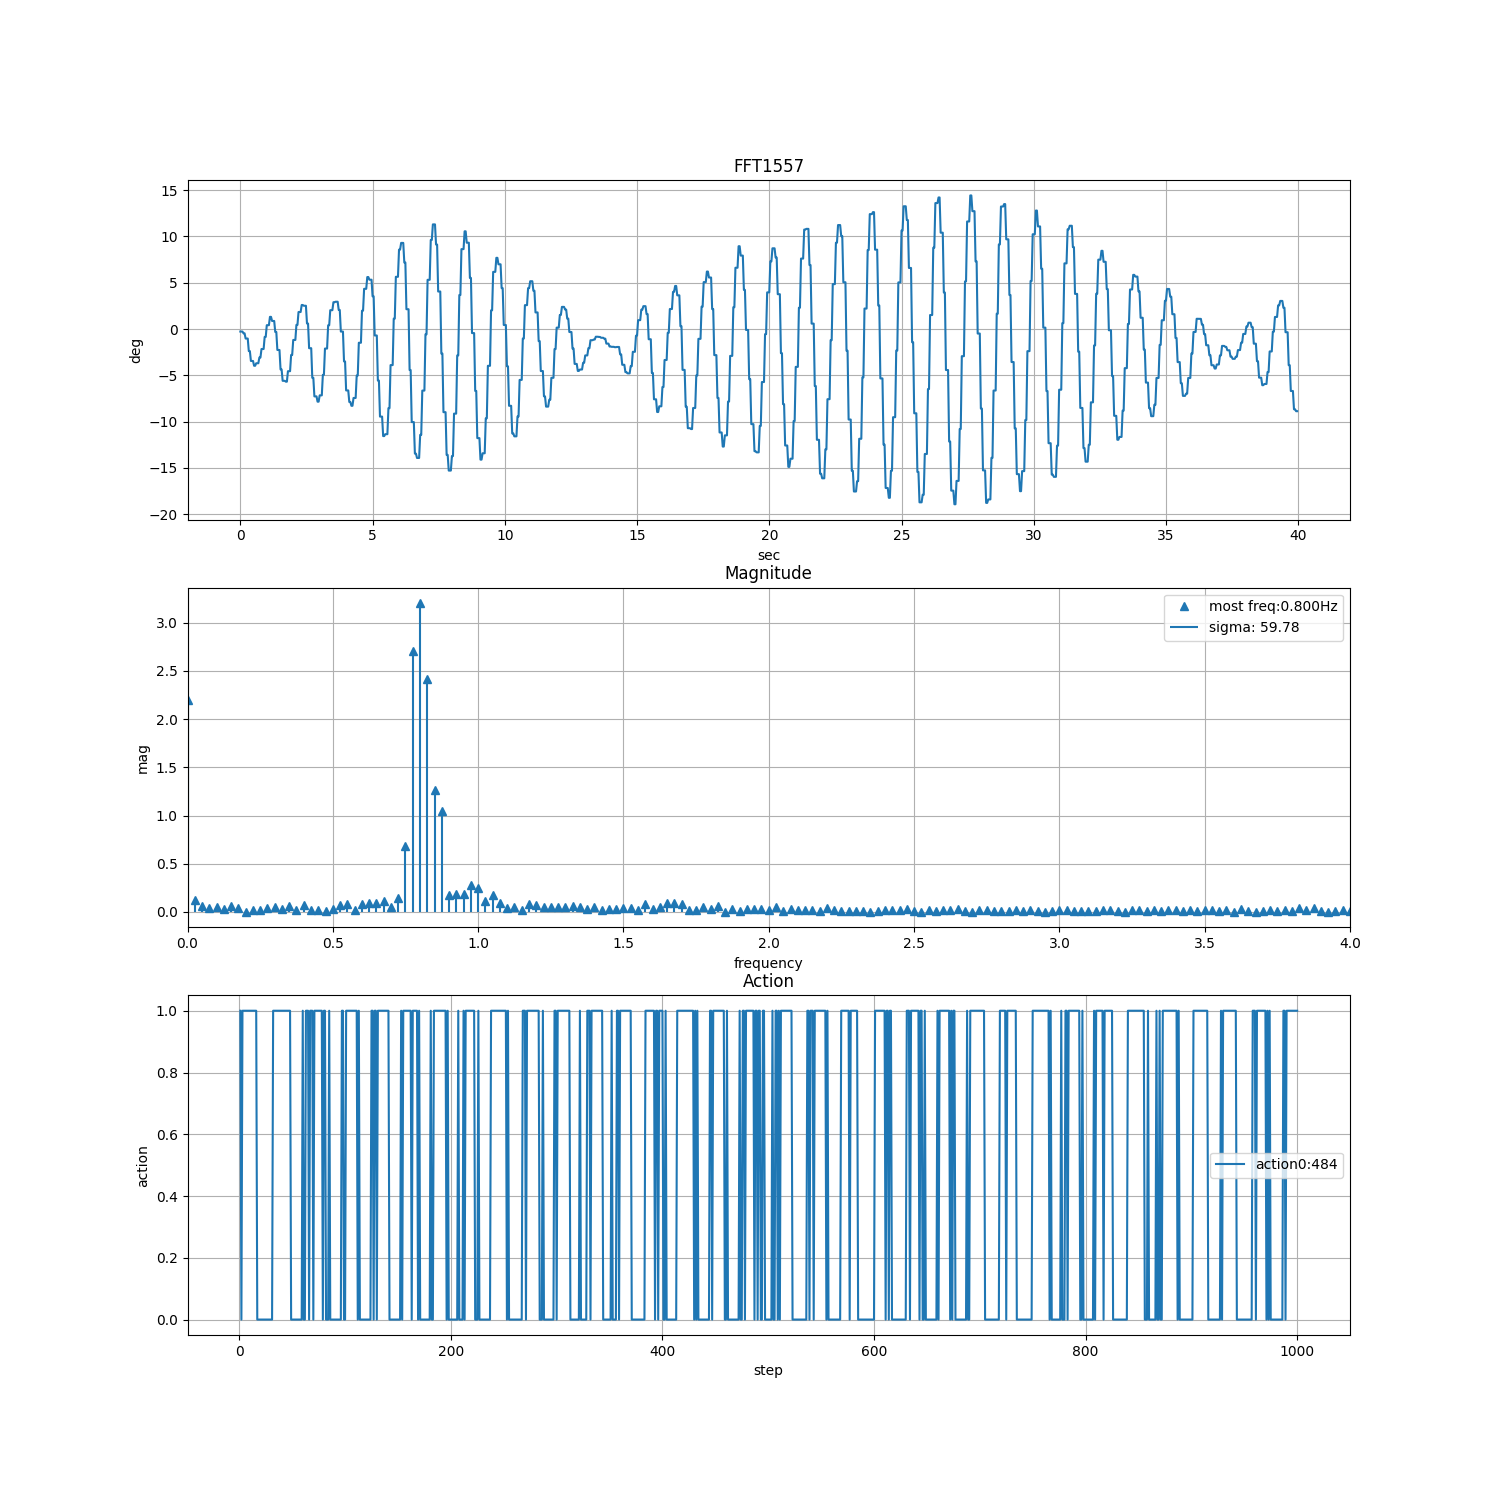 FFT1557
15
10
5
0
−5
−10
−15
−20
deg
0 5 10 15 20 25 30 35 40
sec
Magnitude
most freq:0.800Hz
sigma: 59.78
3.0
2.5
2.0
1.5
1.0
0.5
0.0
mag
0.0 0.5 1.0 1.5 2.0 2.5 3.0 3.5 4.0
frequency
Action
1.0
0.8
0.6
0.4
0.2
0.0
action
action0:484
0 200 400 600 800 1000
step